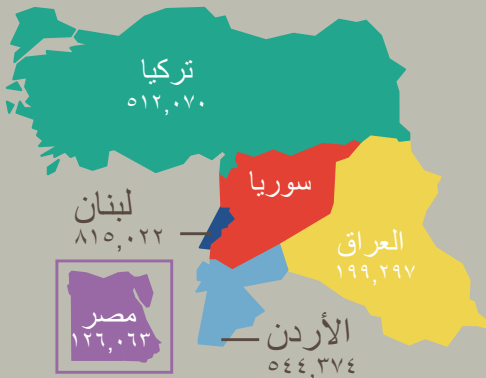 تركيا
٥١٢,٠٧٠
سوريا
لبنان
٨١٥,٠٢٢
العراق
١٩٩,٢٩٧
مصر
١٢٦,٠٦٣
الأردن
٥٤٤,٣٧٤